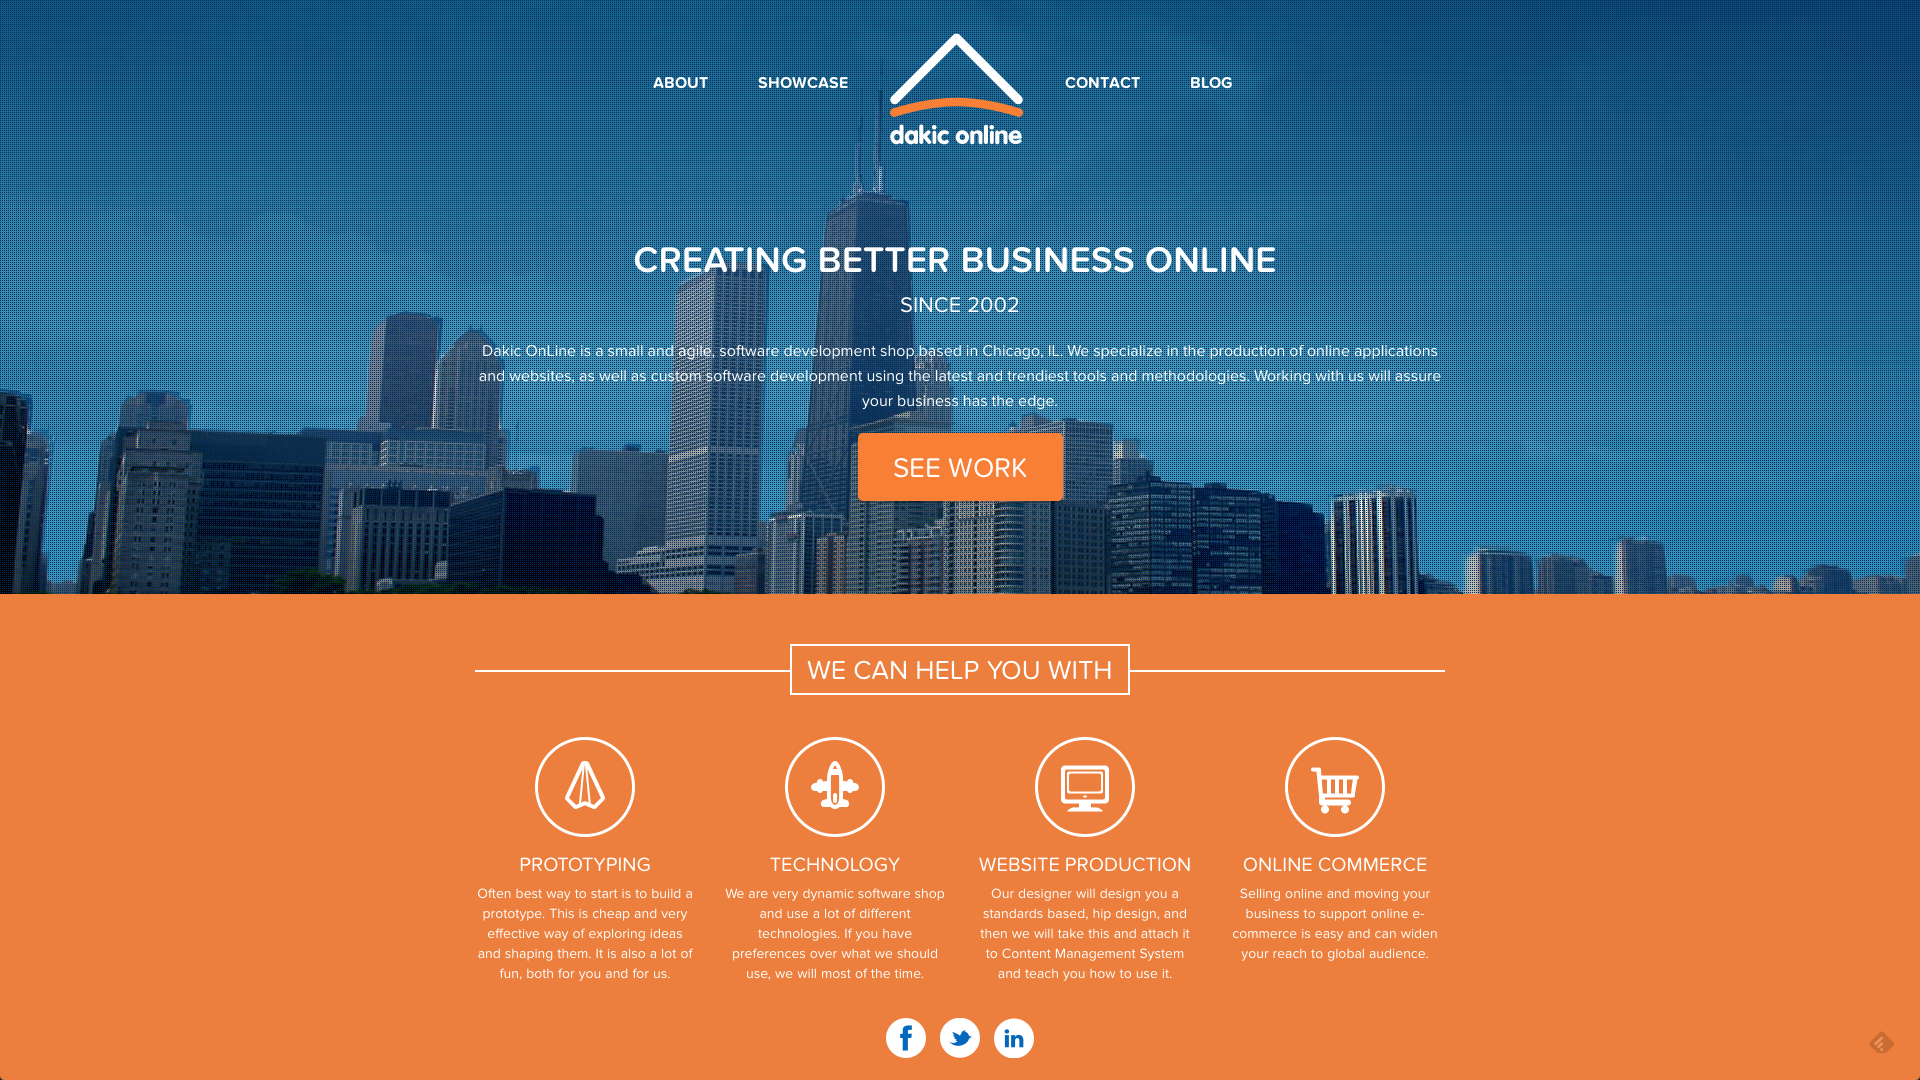 ABOUT SHOWCASE CONTACT BLOG
dakic online
CREATING BETTER BUSINESS ONLINE
SINCE 2002
Dakic OnLine is a small and agile, software development shop based in Chicago, IL. We specialize in the production of online applications
and websites, as well as custom software development using the latest and trendiest tools and methodologies. Working with us will assure
your business has the edge.
SEE WORK
WE CAN HELP YOU WITH
PROTOTYPING
Often best way to start is to build a
prototype. This is cheap and very
effective way of exploring ideas
and shaping them. It is also a lot of
fun, both for you and for us.
TECHNOLOGY
We are very dynamic software shop
and use a lot of different
technologies. If you have
preferences over what we should
use, we will most of the time.
WEBSITE PRODUCTION
Our designer will design you a
standards based, hip design, and
then we will take this and attach it
to Content Management System
and teach you how to use it.
ONLINE COMMERCE
Selling online and moving your
business to support online e-
commerce is easy and can widen
your reach to global audience.
f in